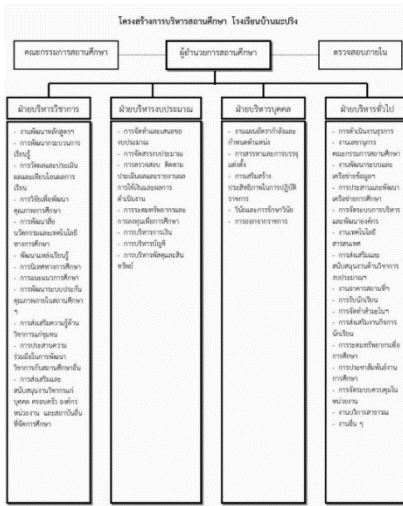 โครงสร้างการบริหารสถานศึกษา โรงเรียนบ้านมะปริง
คณะกรรมการสถานศึกษา
ผู้อำนวยการสถานศึกษา
ตรวจสอบภายใน
ฝ่ายบริหารวิชาการ
- งานพัฒนาหลักสูตรฯ
- การพัฒนากระบวนการ
เรียนรู้
- การวัดผลและประเมิน
ผลและเทียบโอนผลการ
เรียน
- การวิจัยเพื่อพัฒนา
คุณภาพการศึกษา
- การพัฒนาสื่อ
นวัตกรรมและเทคโนโลยี
ทางการศึกษา
- พัฒนาแหล่งเรียนรู้
- การนิเทศทางการศึกษา
- การแนะแนวการศึกษา
- การพัฒนาระบบประกัน
คุณภาพภายในสถานศึกษา
ฯ
- การส่งเสริมความรู้ด้าน
วิชาการแก่ชุมชน
- การประสานความ
ร่วมมือในการพัฒนา
วิชาการกับสถานศึกษาอื่น
- การส่งเสริมและ
สนับสนุนงานวิชาการแก่
บุคคล ครอบครัว องค์กร
หน่วยงาน และสถาบันอื่น
ที่จัดการศึกษา
ฝ่ายบริหารงบประมาณ
- การจัดทำและเสนอขอ
งบประมาณ
- การจัดสรรงบประมาณ
- การตรวจสอบ ติดตาม
ประเมินผลและรายงานผล
การใช้เงินและผลการ
ดำเนินงาน
- การระดมทรัพยากรและ
การลงทุนเพื่อการศึกษา
- การบริหารการเงิน
- การบริหารบัญชี
- การบริหารพัสดุและสิน
ทรัพย์
ฝ่ายบริหารบุคคล
- งานแผนอัตรากำลังและ
กำหนดตำแหน่ง
- การสรรหาและการบรรจุ
แต่งตั้ง
- การเสริมสร้าง
ประสิทธิภาพในการปฏิบัติ
ราชการ
- วินัยและการรักษาวินัย
- การออกจากราชการ
ฝ่ายบริหารทั่วไป
- การดำเนินงานธุรการ
- งานเลขานุการ
คณะกรรมการสถานศึกษา
- งานพัฒนาระบบและ
เครือข่ายข้อมูลฯ
- การประสานและพัฒนา
เครือข่ายการศึกษา
- การจัดระบบการบริหาร
และพัฒนาองค์กร
- งานเทคโนโลยี
สารสนเทศ
- การส่งเสริมและ
สนับสนุนงานด้านวิชาการ
งบประมาณฯ
- งานอาคารสถานที่ฯ
- การรับนักเรียน
- การจัดทำสำมะโนฯ
- การส่งเสริมงานกิจการ
นักเรียน
- การระดมทรัพยากรเพื่อ
การศึกษา
- การประชาสัมพันธ์งาน
การศึกษา
- การจัดระบบควบคุมใน
หน่วยงาน
- งานบริการสาธารณะ
- งานอื่น ๆ